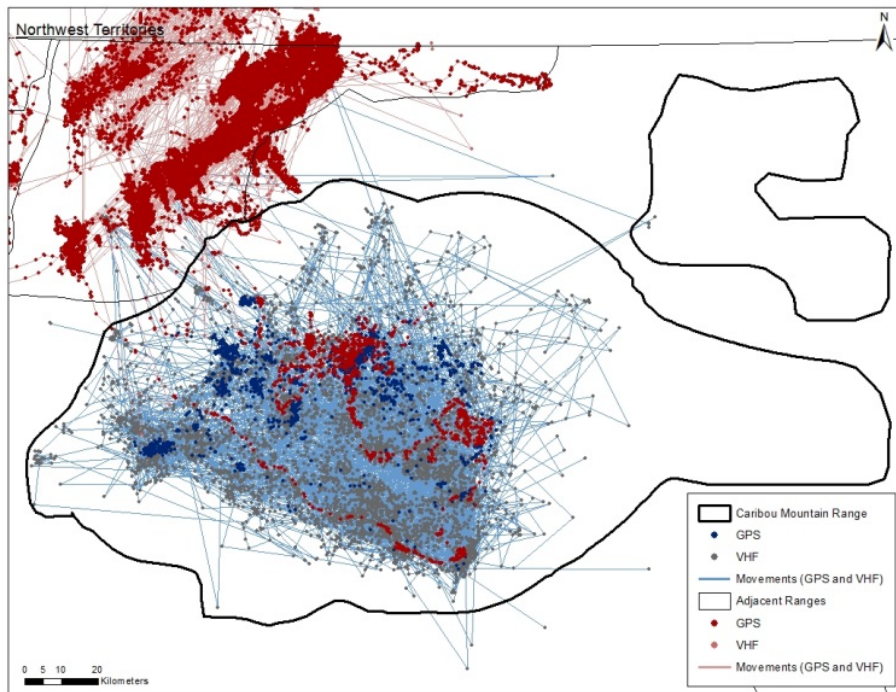 Northwest Territories
N
Caribou Mountain Range
GPS
VHF
Movements (GPS and VHF)
Adjacent Ranges
GPS
VHF
Movements (GPS and VHF)
0 5 10 20
Kilometers